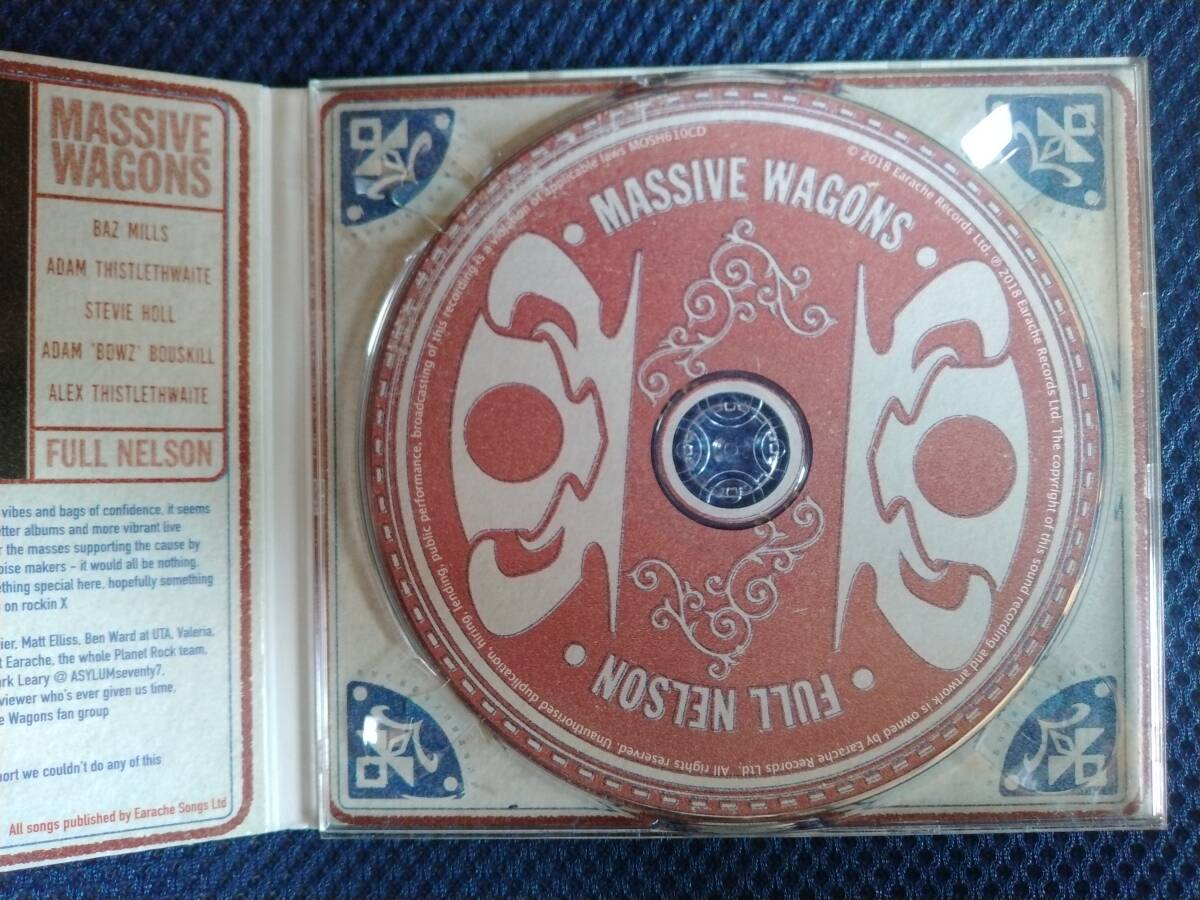 MASSIVE
WAGONS
BAZ MILLS
ADAM THISTLETHWAITE
STEVIE HOLL
ADAM 'BOWZ' BOUSKILL
ALEX THISTLETHWAITE
FULL NELSON
vibes and bags of confidence, it seems
etter albums and more vibrant live
r the masses supporting the cause by
oise makers – it would all be nothing.
ething special here, hopefully something
on rockin X
ier, Matt Elliss, Ben Ward at UTA, Valeria,
t Earache, the whole Planet Rock team,
rk Leary @ ASYLUMseventy7,
viewer who's ever given us time,
e Wagons fan group
port we couldn't do any of this
All songs published by Earache Songs Ltd
MASSIVE WAGONS
FULL NELSON
© 2018 Earache Records Ltd. ℗ 2018 Earache Records Ltd. The copyright of this sound recording and artwork is owned by Earache Records Ltd. All rights reserved. Unauthorised duplication, hiring, lending, public performance, broadcasting of this recording is a violation of applicable laws MOSH610CD